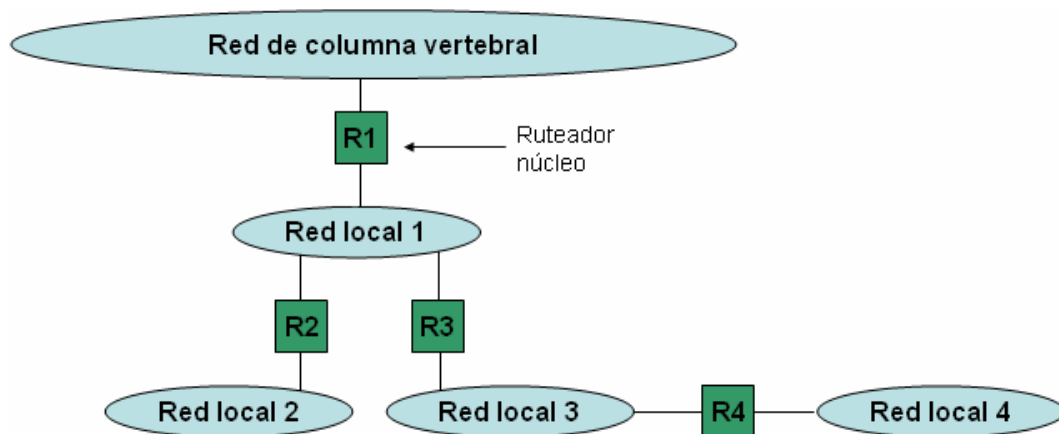 Red de columna vertebral
R1
Ruteador
núcleo
Red local 1
R2
R3
Red local 2
Red local 3
R4
Red local 4